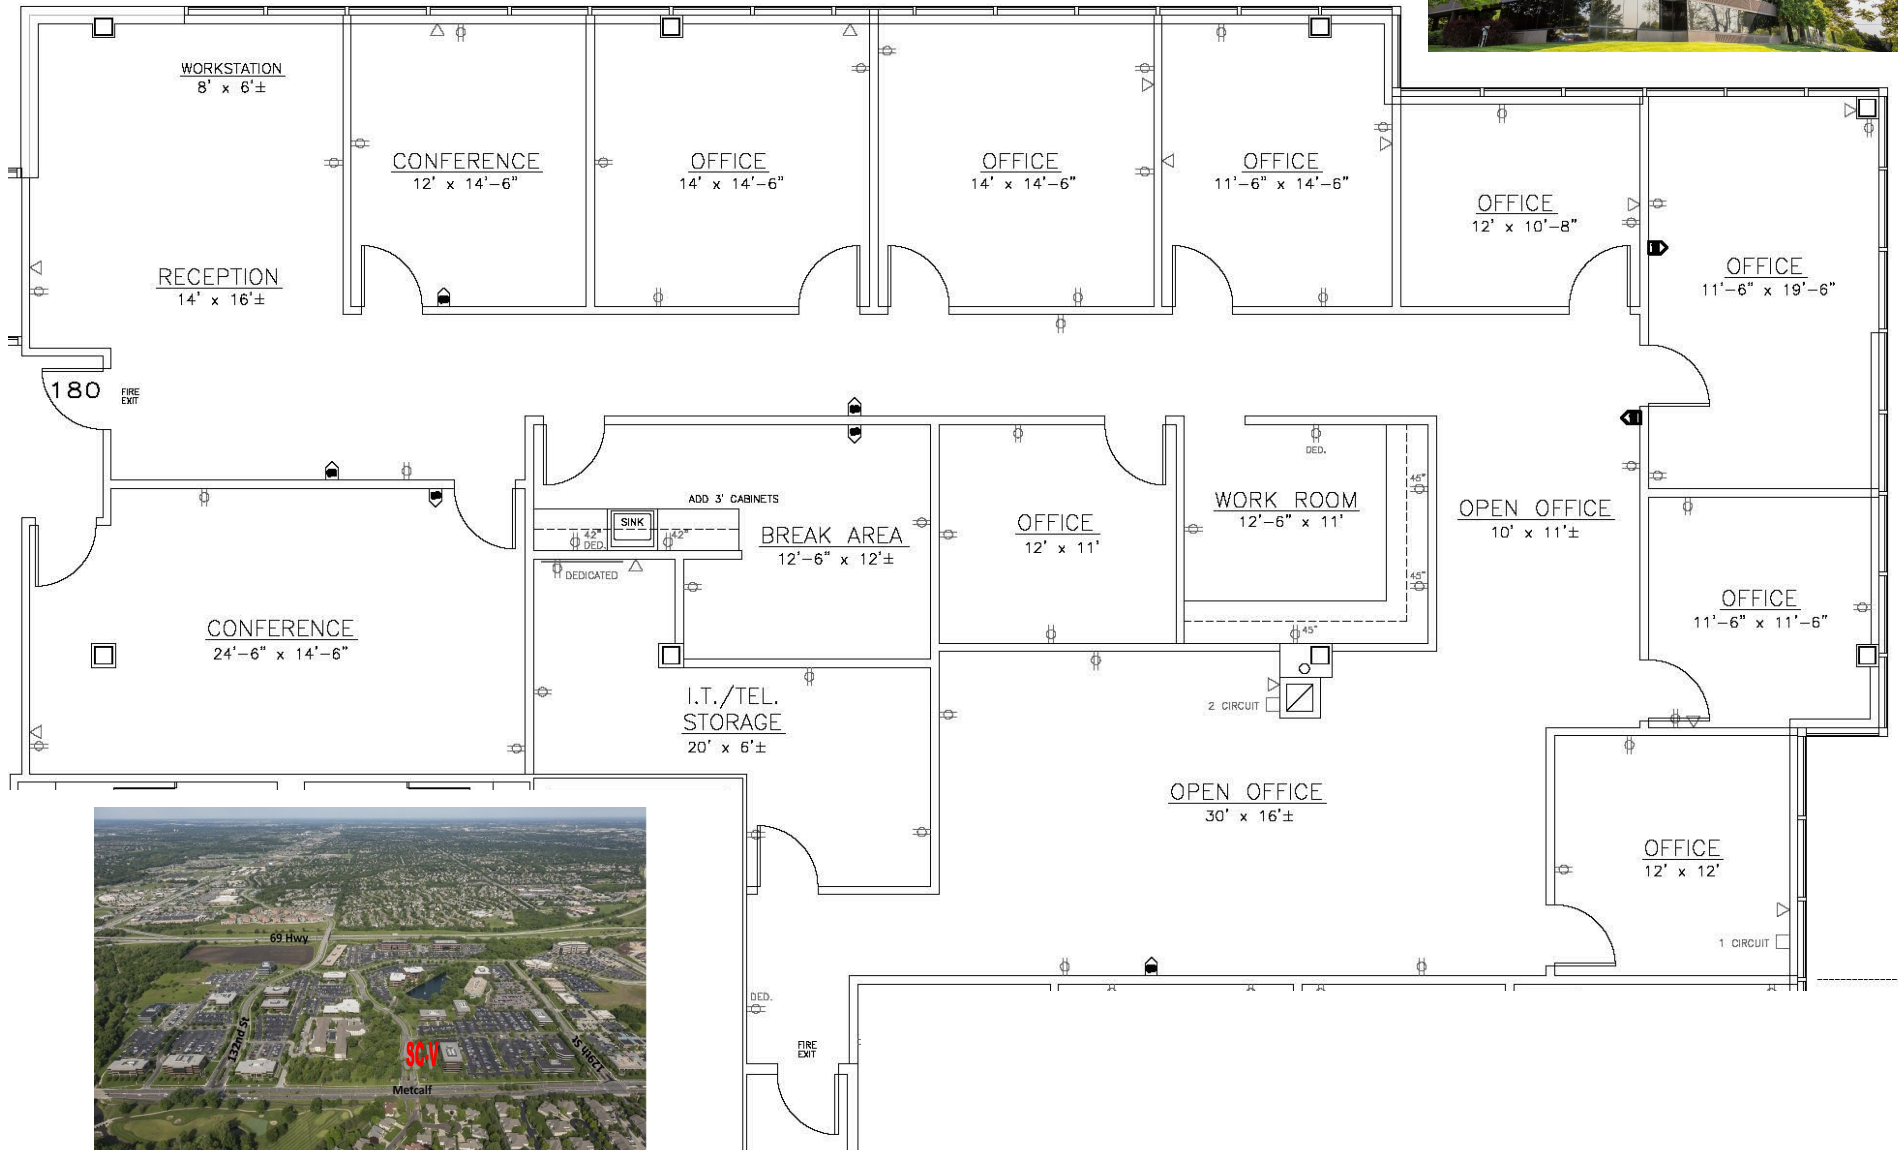 WORKSTATION
8' x 6'±
CONFERENCE
12' x 14'-6"
OFFICE
14' x 14'-6"
OFFICE
14' x 14'-6"
OFFICE
11'-6" x 14'-6"
OFFICE
12' x 10'-8"
OFFICE
11'-6" x 19'-6"
RECEPTION
14' x 16'±
180
FIRE
EXIT
ADD 3' CABINETS
SINK
42"
DED.
42"
DEDICATED
BREAK AREA
12'-6" x 12'±
OFFICE
12' x 11'
DED.
WORK ROOM
12'-6" x 11'
45"
45"
OPEN OFFICE
10' x 11'±
OFFICE
11'-6" x 11'-6"
CONFERENCE
24'-6" x 14'-6"
I.T./TEL.
STORAGE
20' x 6'±
2 CIRCUIT
OPEN OFFICE
30' x 16'±
OFFICE
12' x 12'
1 CIRCUIT
DED.
FIRE
EXIT
69 Hwy
132nd St
SC-V
129th St
Metcalf